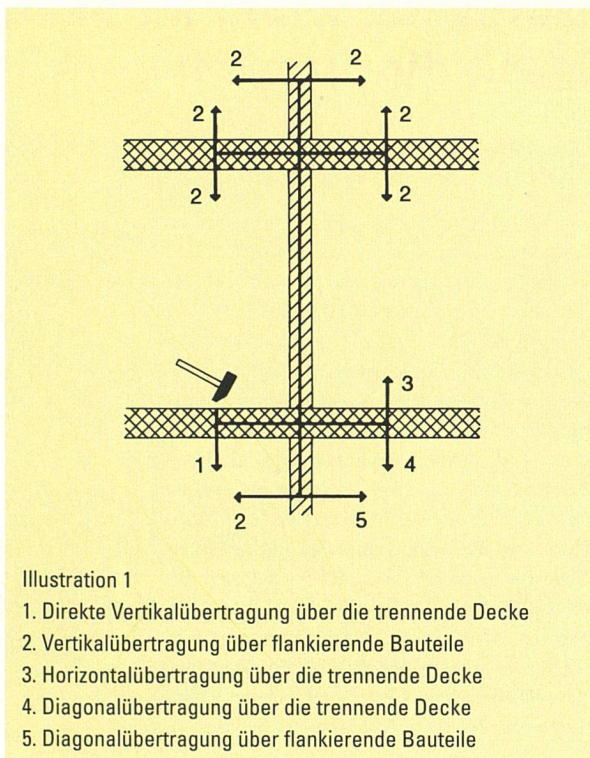 2 2
2 2
2 2
3
1 4
2 5
Illustration 1
1. Direkte Vertikalübertragung über die trennende Decke
2. Vertikalübertragung über flankierende Bauteile
3. Horizontalübertragung über die trennende Decke
4. Diagonalübertragung über die trennende Decke
5. Diagonalübertragung über flankierende Bauteile